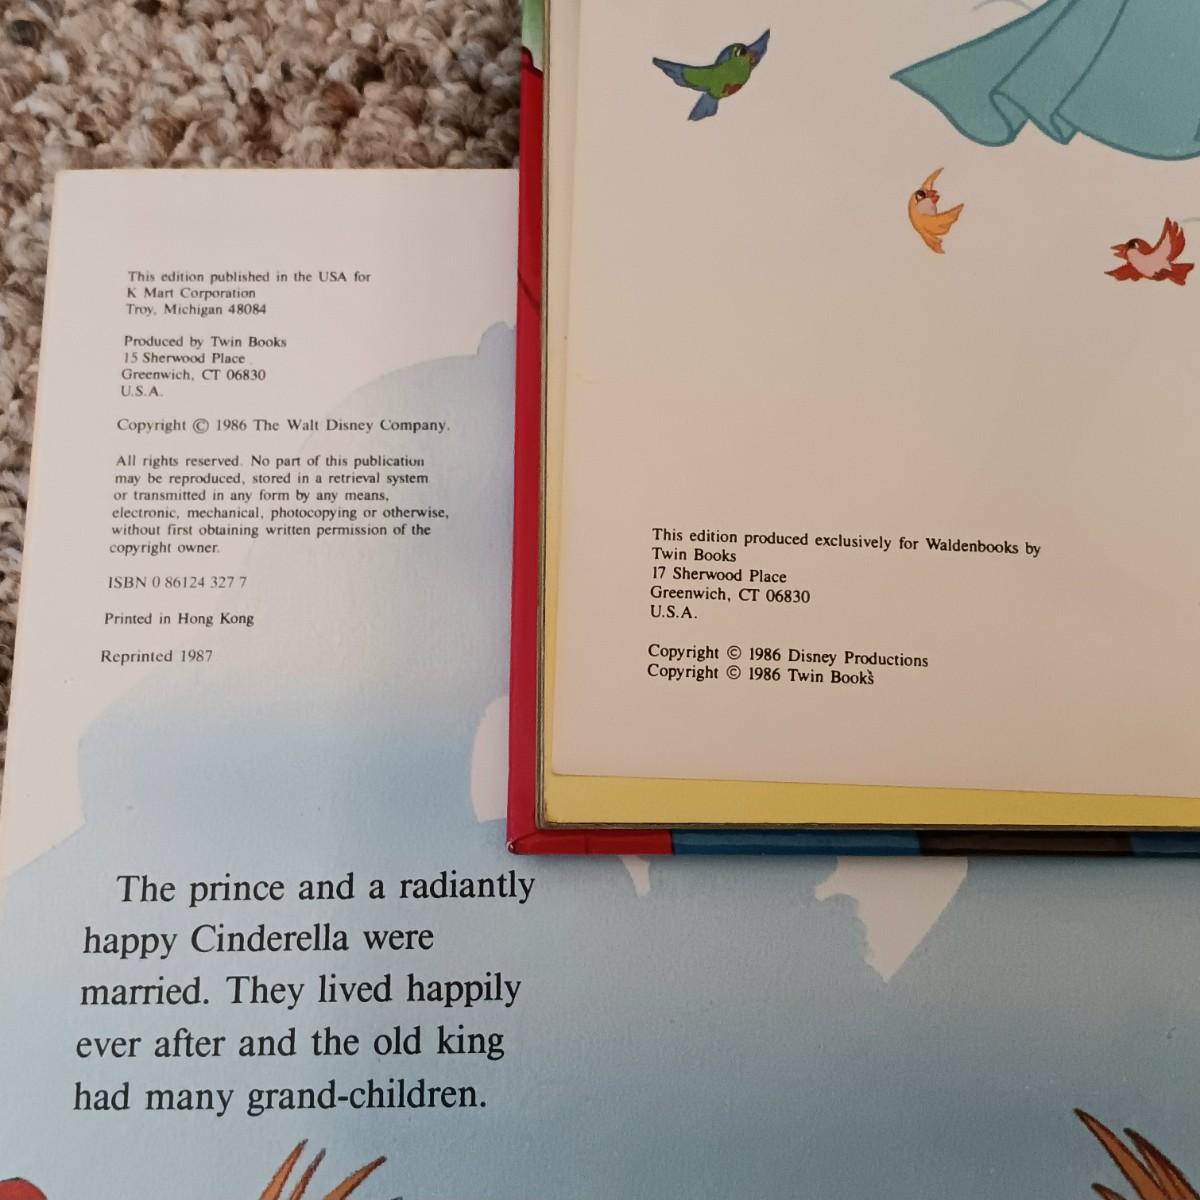 This edition published in the USA for
K Mart Corporation
Troy, Michigan 48084
Produced by Twin Books
15 Sherwood Place
Greenwich, CT 06830
U.S.A.
Copyright © 1986 The Walt Disney Company.
All rights reserved. No part of this publication
may be reproduced, stored in a retrieval system
or transmitted in any form by any means,
electronic, mechanical, photocopying or otherwise,
without first obtaining written permission of the
copyright owner.
ISBN 0 86124 327 7
Printed in Hong Kong
Reprinted 1987
The prince and a radiantly
happy Cinderella were
married. They lived happily
ever after and the old king
had many grand-children.
This edition produced exclusively for Waldenbooks by
Twin Books
17 Sherwood Place
Greenwich, CT 06830
U.S.A.
Copyright © 1986 Disney Productions
Copyright © 1986 Twin Books